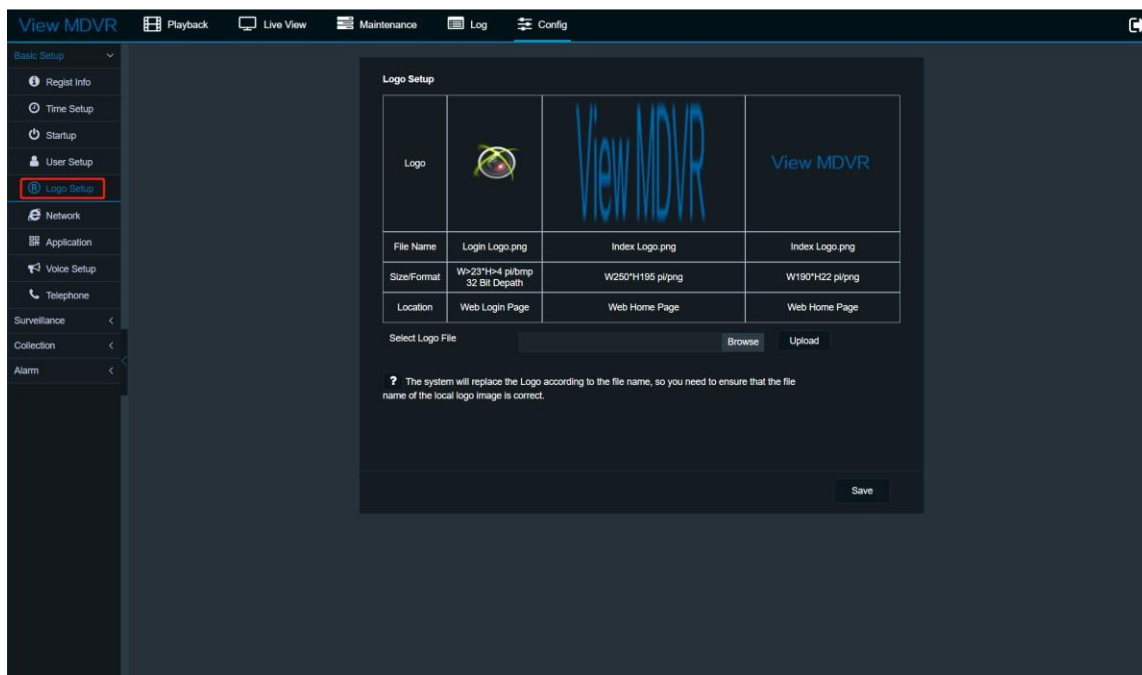 View MDVR
Playback
Live View
Maintenance
Log
Config
Basic Setup
Regist Info
Time Setup
Startup
User Setup
Logo Setup
Network
Application
Voice Setup
Telephone
Surveillance
Collection
Alarm
Logo Setup
Logo
View MDVR
View MDVR
File Name
Login Logo.png
Index Logo.png
Index Logo.png
Size/Format
W>23*H>4 pi/bmp
32 Bit Depath
W250*H195 pi/png
W190*H22 pi/png
Location
Web Login Page
Web Home Page
Web Home Page
Select Logo File
Browse
Upload
? The system will replace the Logo according to the file name, so you need to ensure that the file
name of the local logo image is correct.
Save